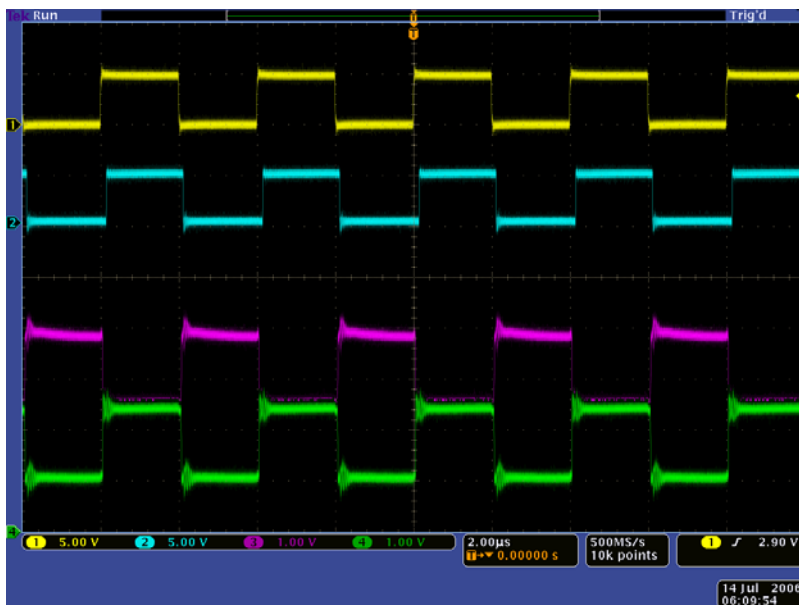 Tek Run Trig'd
T
T
1
2
4
1 5.00 V 2 5.00 V 3 1.00 V 4 1.00 V
2.00μs
T→▼ 0.00000 s
500MS/s
10k points
1 ʃ 2.90 V
14 Jul 2006
06:09:54